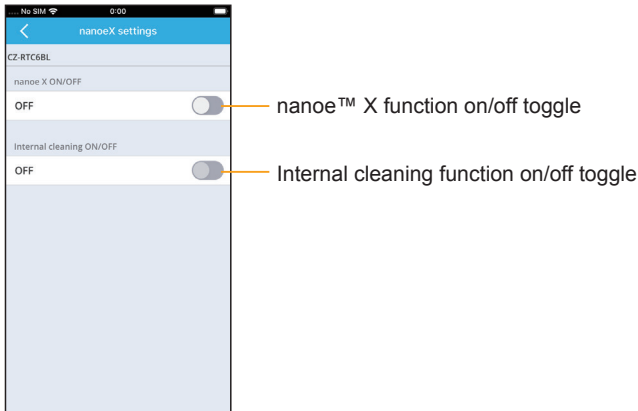 .... No SIM 0:00
nanoeX settings
CZ-RTC6BL
nanoe X ON/OFF
OFF
nanoe™ X function on/off toggle
Internal cleaning ON/OFF
OFF
Internal cleaning function on/off toggle